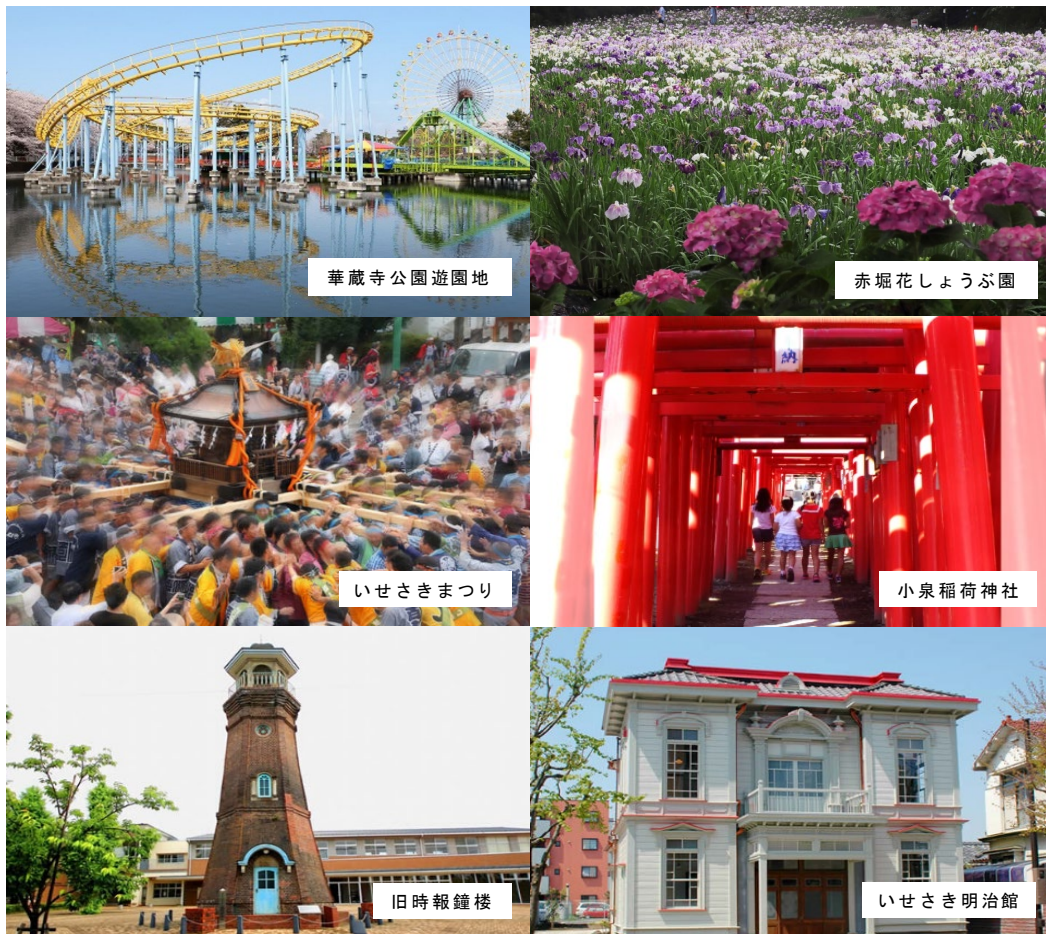 華蔵寺公園遊園地
赤堀花しょうぶ園
納
いせさきまつり
小泉稲荷神社
旧時報鐘楼
いせさき明治館